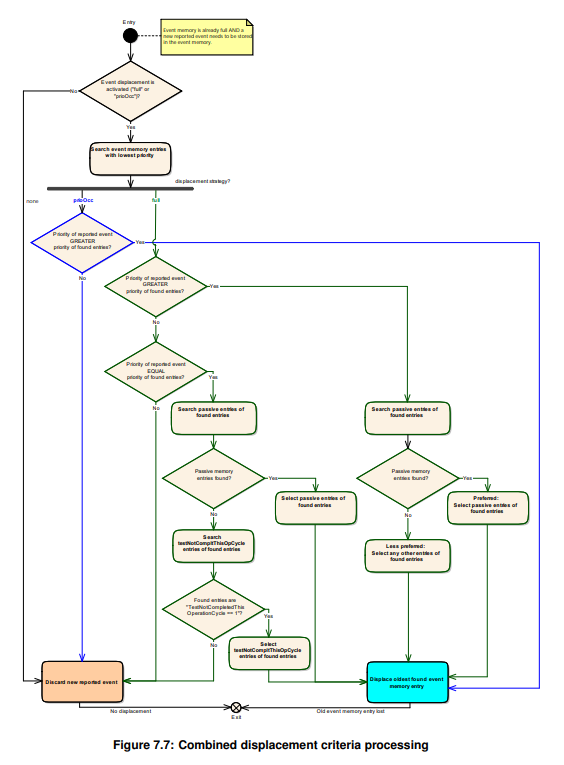 Entry
Event memory is already full AND a
new reported event needs to be stored
in the event memory.
Event displacement is
activated ("full" or
"prioOcc")?
No
Yes
Search event memory entries
with lowest priority
displacement strategy?
none
prioOcc
full
Priority of reported event
GREATER
priority of found entries?
Yes
No
Priority of reported event
GREATER
priority of found entries?
Yes
No
Priority of reported event
EQUAL
priority of found entries?
Yes
No
Search passive entries of
found entries
Search passive entries of
found entries
Passive memory
entries found?
Yes
No
Passive memory
entries found?
Yes
No
Select passive entries of
found entries
Preferred:
Select passive entries of
found entries
Search
testNotCompltThisOpCycle
entries of found entries
Less preferred:
Select any other entries of
found entries
Found entries are
"TestNotCompletedThis
OperationCycle == 1"?
Yes
No
Select
testNotCompltThisOpCycle
entries of found entries
Discard new reported event
Displace oldest found event
memory entry
No displacement
Old event memory entry lost
Exit
Figure 7.7: Combined displacement criteria processing